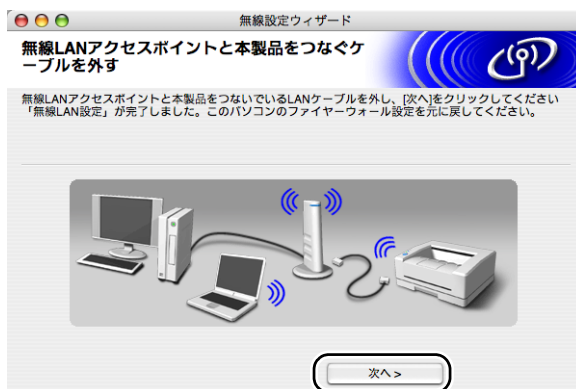 無線設定ウィザード
無線LANアクセスポイントと本製品をつなぐケ
ーブルを外す
無線LANアクセスポイントと本製品をつないでいるLANケーブルを外し、[次へ]をクリックしてください
「無線LAN設定」が完了しました。このパソコンのファイヤーウォール設定を元に戻してください。
次へ >